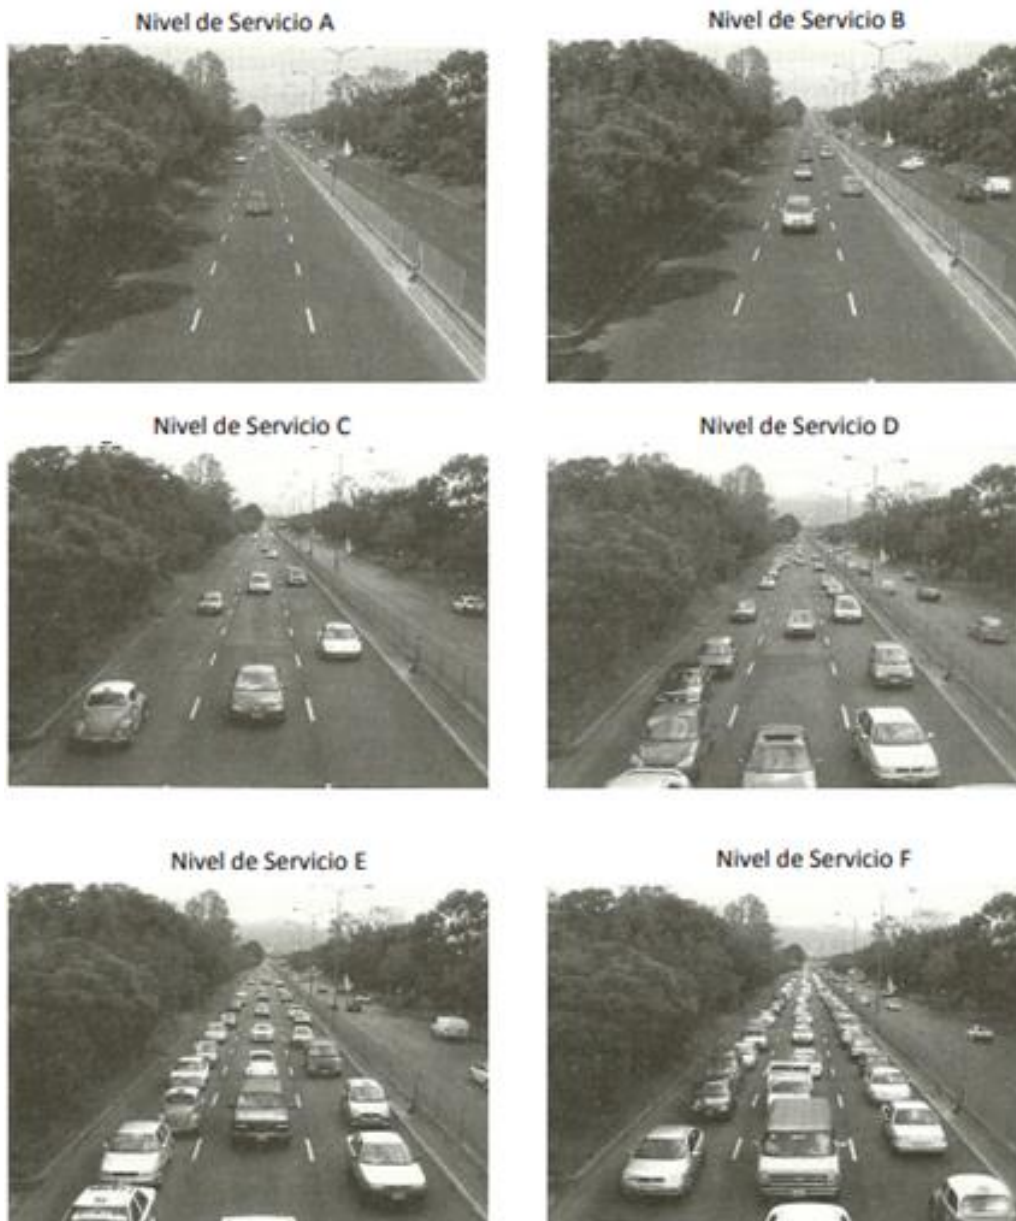 Nivel de Servicio A
Nivel de Servicio B
Nivel de Servicio C
Nivel de Servicio D
Nivel de Servicio E
Nivel de Servicio F